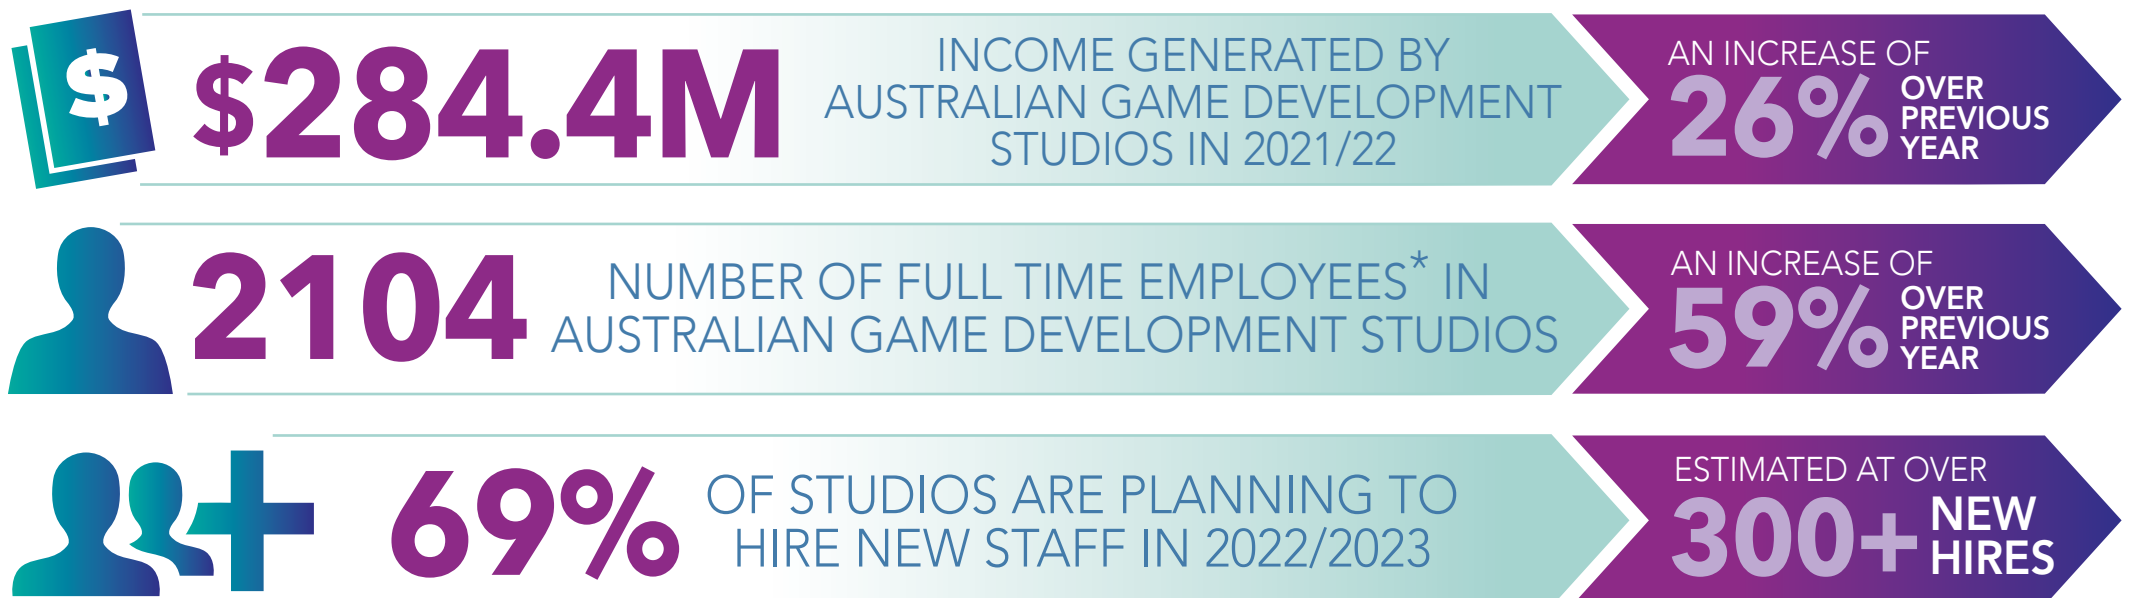 $
$284.4M
INCOME GENERATED BY
AUSTRALIAN GAME DEVELOPMENT
STUDIOS IN 2021/22
AN INCREASE OF
26%
OVER
PREVIOUS
YEAR
2104
NUMBER OF FULL TIME EMPLOYEES* IN
AUSTRALIAN GAME DEVELOPMENT STUDIOS
AN INCREASE OF
59%
OVER
PREVIOUS
YEAR
69%
OF STUDIOS ARE PLANNING TO
HIRE NEW STAFF IN 2022/2023
ESTIMATED AT OVER
300+
NEW
HIRES